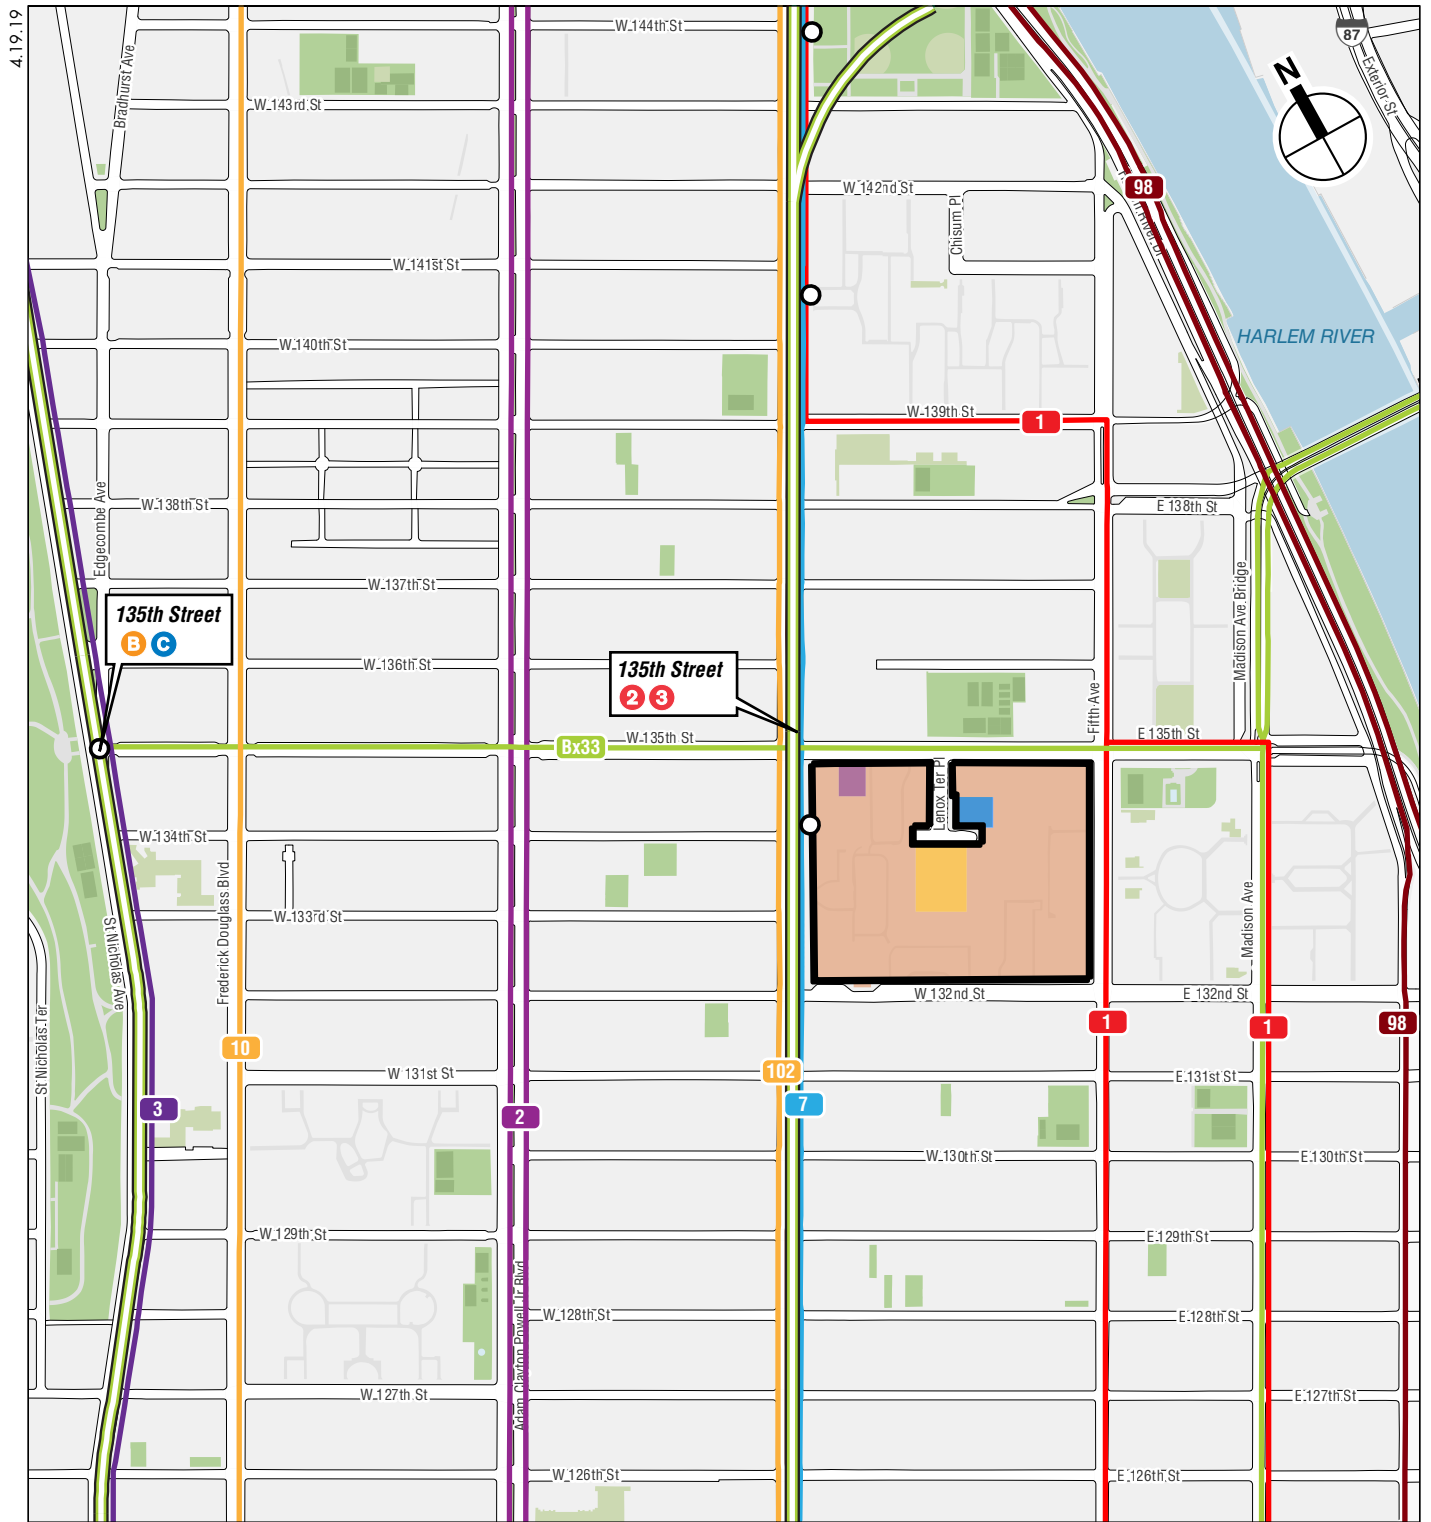 4.19.19
W 144th St
87
Exterior St
Bradhurst Ave
N
W 143rd St
W 142nd St
98
Chisum Pl
W 141st St
HARLEM RIVER
W 140th St
W 139th St
1
Edgecombe Ave
W 138th St
E 138th St
W 137th St
Madison Ave Bridge
135th Street
B C
W 136th St
135th Street
2 3
Fifth Ave
W 135th St
E 135th St
Bx33
Lenox Ter Pl
W 134th St
Frederick Douglass Blvd
W 133rd St
St Nicholas Ave
Madison Ave
W 132nd St
E 132nd St
St Nicholas Ter
10
1
1
98
102
W 131st St
E 131st St
3
2
7
W 130th St
E 130th St
W 129th St
E 129th St
Adam Clayton Powell Jr Blvd
W 128th St
E 128th St
W 127th St
E 127th St
W 126th St
E 126th St